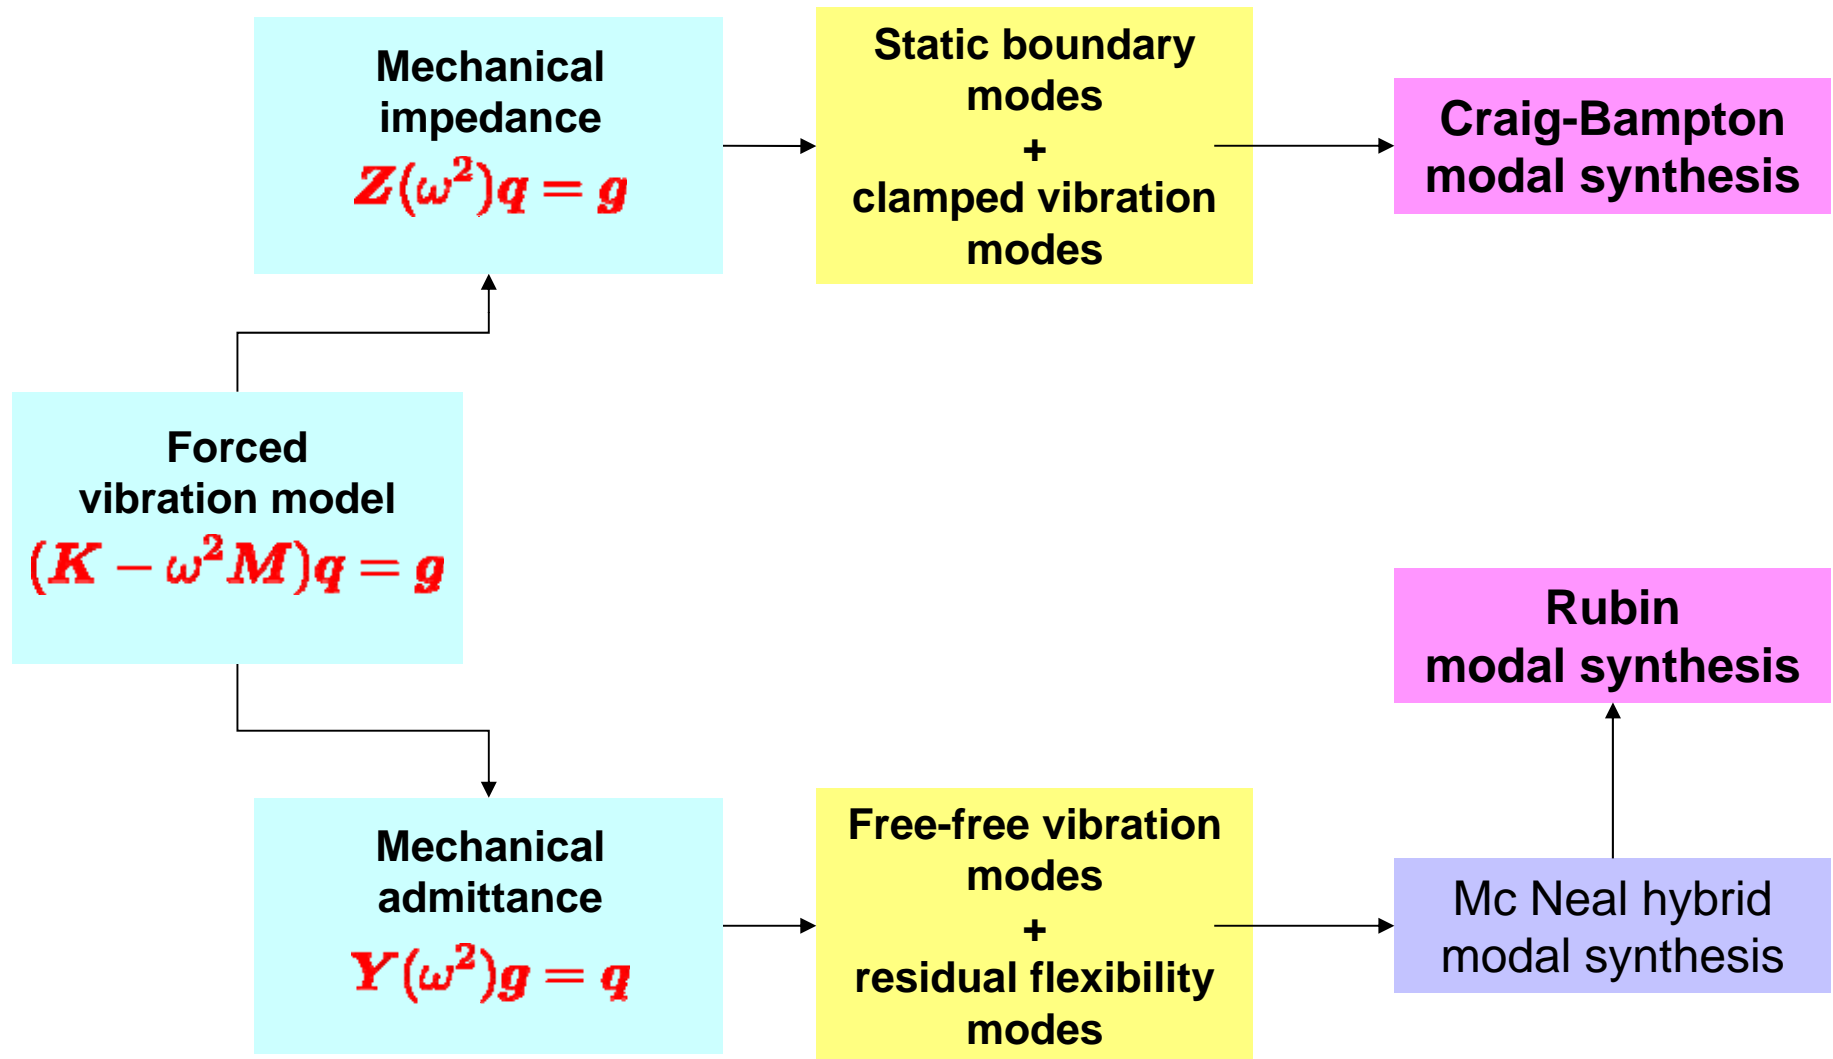 Mechanical
impedance
Z(ω²)q = g
Static boundary
modes
+
clamped vibration
modes
Craig-Bampton
modal synthesis
Forced
vibration model
(K − ω²M)q = g
Rubin
modal synthesis
Mechanical
admittance
Y(ω²)g = q
Free-free vibration
modes
+
residual flexibility
modes
Mc Neal hybrid
modal synthesis